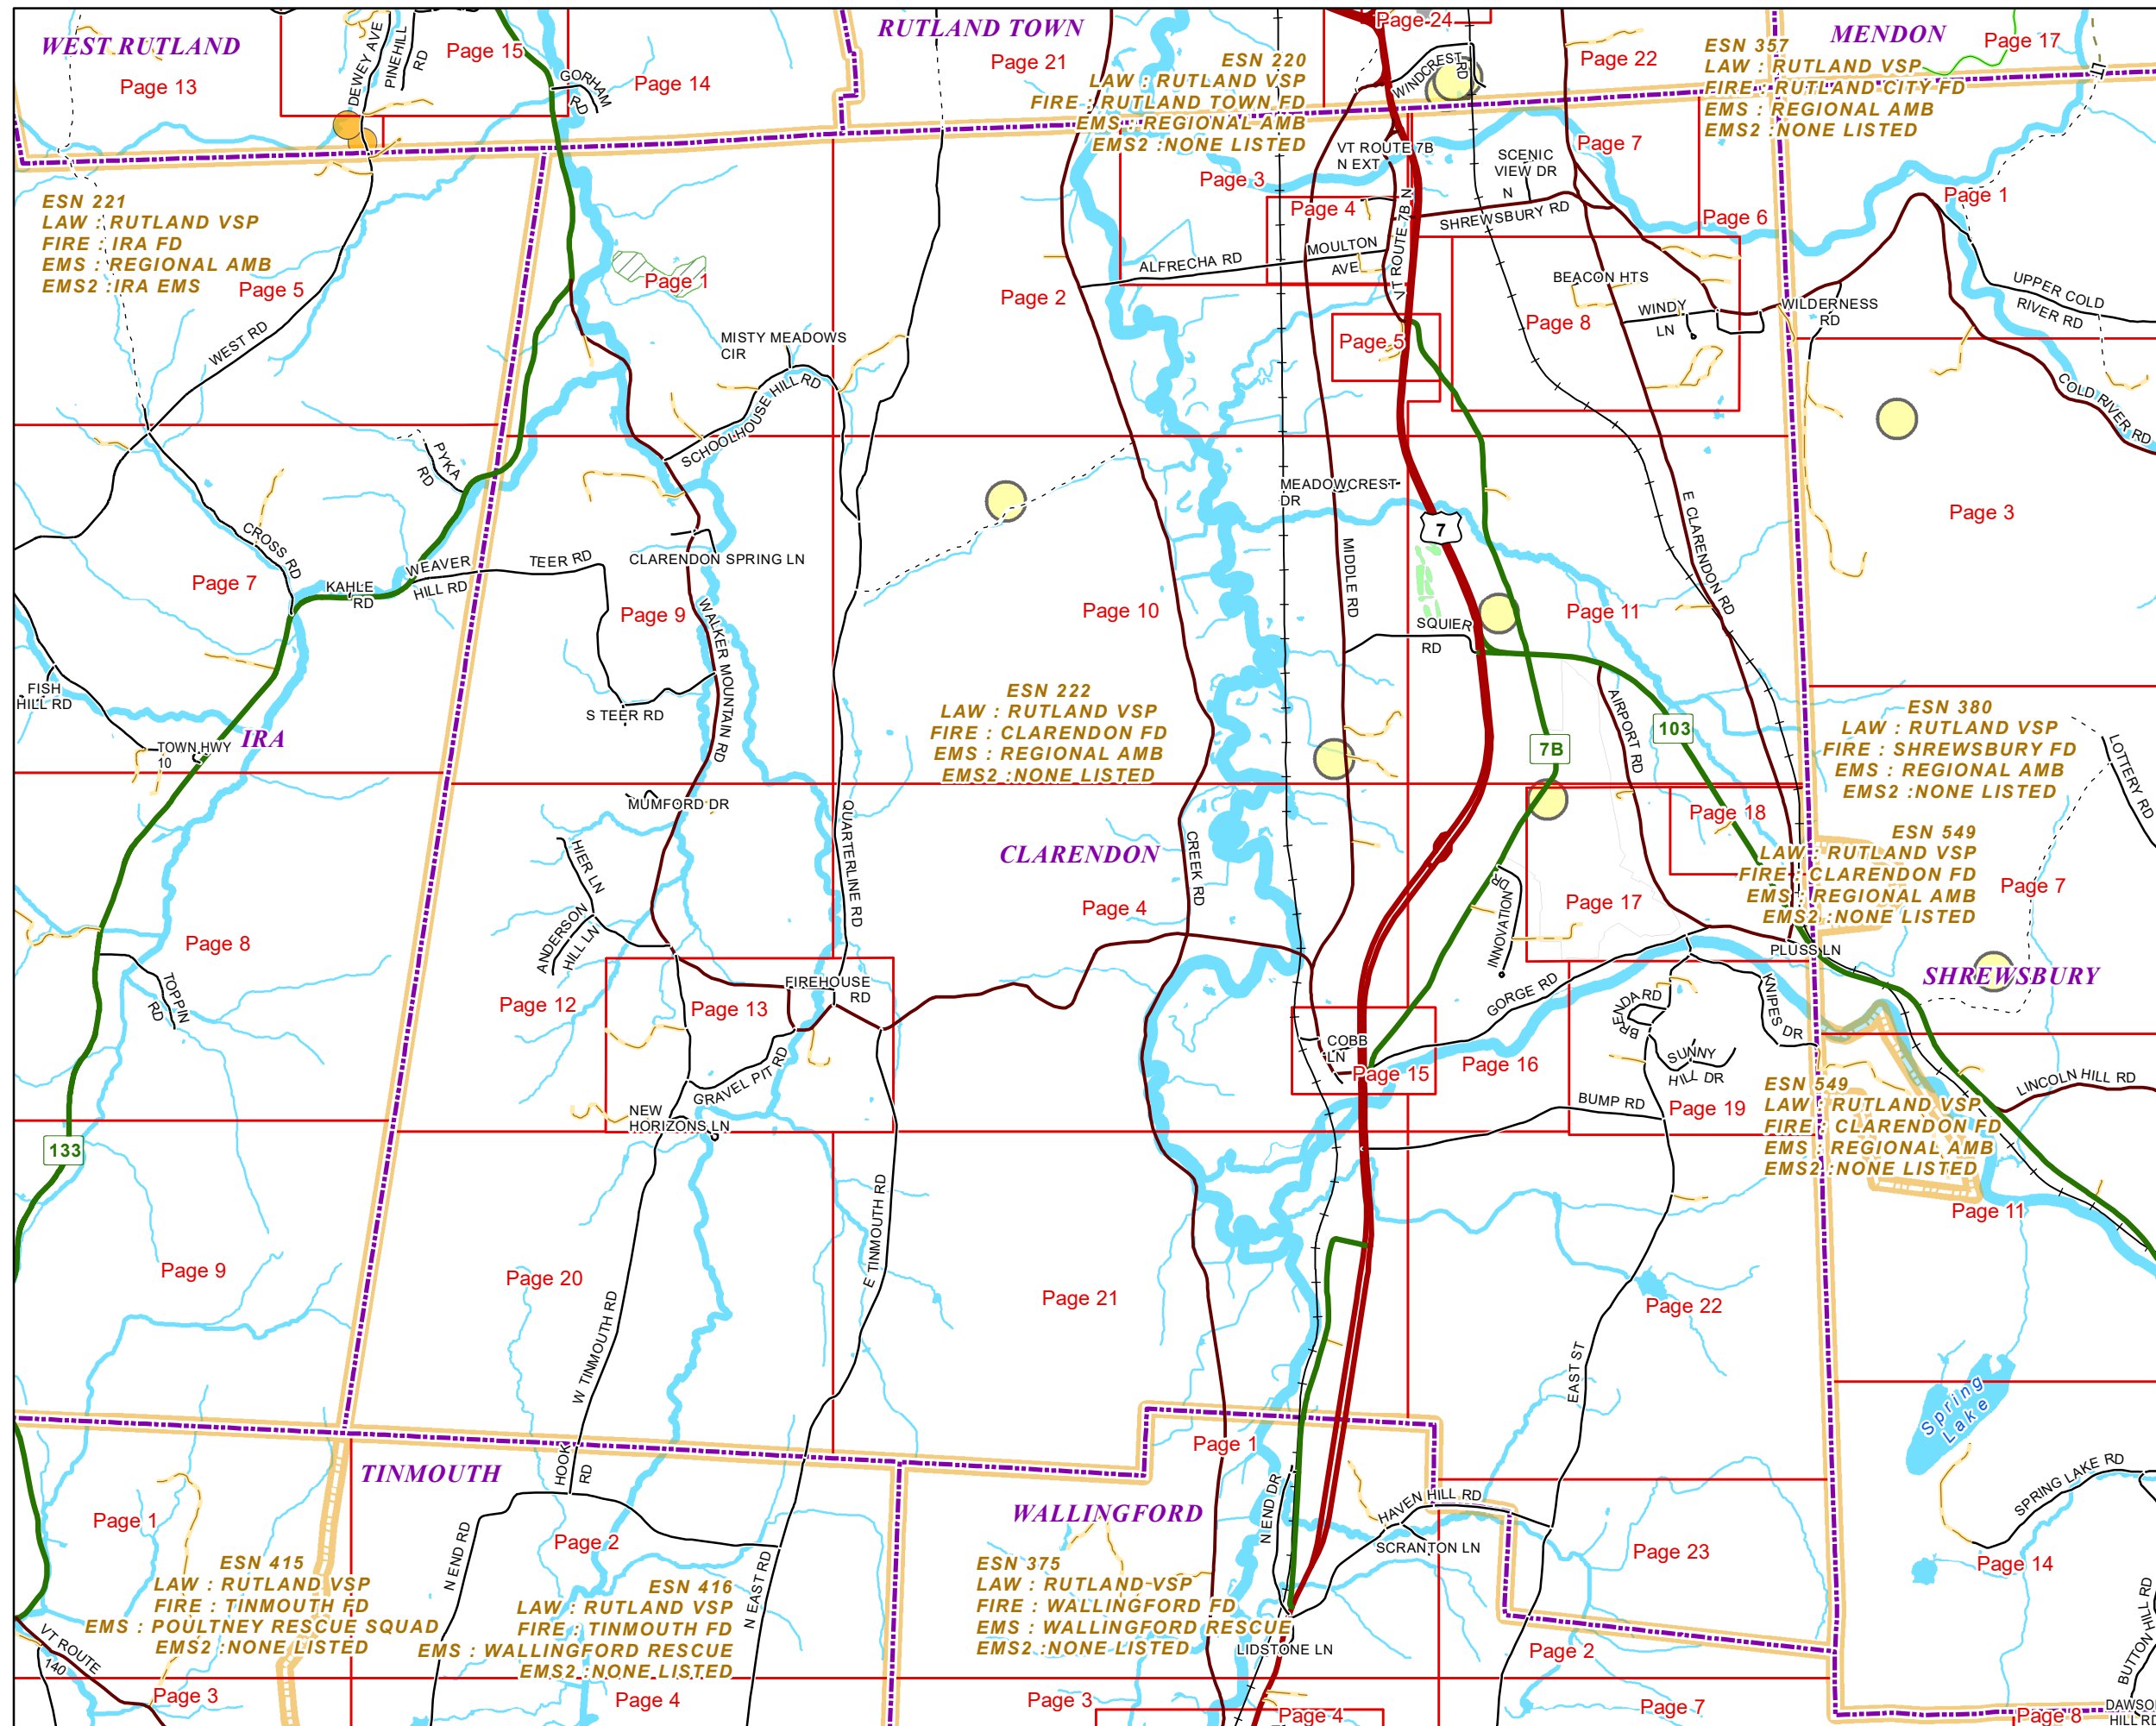 WEST RUTLAND
Page 13
DEWEY AVE
PINEHILL
RD
Page 15
GORHAM
RD
Page 14
RUTLAND TOWN
Page 21
ESN 220
LAW : RUTLAND VSP
FIRE : RUTLAND TOWN FD
EMS : REGIONAL AMB
EMS2 :NONE LISTED
Page 24
WINDCREST
RD
Page 22
ESN 357
LAW : RUTLAND VSP
FIRE : RUTLAND CITY FD
EMS : REGIONAL AMB
EMS2 :NONE LISTED
MENDON
Page 17
LT
ESN 221
LAW : RUTLAND VSP
FIRE : IRA FD
EMS : REGIONAL AMB
EMS2 :IRA EMS
Page 5
WEST RD
Page 1
MISTY MEADOWS
CIR
SCHOOLHOUSE HILL RD
Page 2
Page 3
VT ROUTE 7B
N EXT
Page 4
ALFRECHA RD
MOULTON
AVE
VT ROUTE 7B N
SCENIC
VIEW DR
N
SHREWSBURY RD
Page 7
Page 6
Page 1
Page 5
BEACON HTS
Page 8
WINDY
LN
WILDERNESS
RD
UPPER COLD
RIVER RD
COLD RIVER RD
PYKA
RD
CROSS RD
Page 7
KAHLE
RD
WEAVER
HILL RD
TEER RD
CLARENDON SPRING LN
Page 9
WALKER MOUNTAIN RD
S TEER RD
Page 10
MEADOWCREST
DR
7
MIDDLE RD
SQUIER
RD
Page 11
E CLARENDON RD
Page 3
FISH
HILL RD
TOWN HWY
10
IRA
ESN 222
LAW : RUTLAND VSP
FIRE : CLARENDON FD
EMS : REGIONAL AMB
EMS2 :NONE LISTED
7B
AIRPORT RD
103
ESN 380
LAW : RUTLAND VSP
FIRE : SHREWSBURY FD
EMS : REGIONAL AMB
EMS2 :NONE LISTED
LOTTERY RD
MUMFORD DR
HIER LN
ANDERSON
HILL LN
QUARTERLINE RD
CLARENDON
Page 4
CREEK RD
INNOVATION
DR
Page 18
Page 17
ESN 549
LAW : RUTLAND VSP
FIRE : CLARENDON FD
EMS : REGIONAL AMB
EMS2 :NONE LISTED
Page 7
PLUSS LN
SHREWSBURY
Page 8
TOPPIN
RD
Page 12
Page 13
FIREHOUSE
RD
GRAVEL PIT RD
NEW
HORIZONS LN
COBB
LN
Page 15
GORGE RD
Page 16
BRENDA RD
KNIPES
DR
SUNNY
HILL DR
BUMP RD
Page 19
ESN 549
LAW : RUTLAND VSP
FIRE : CLARENDON FD
EMS : REGIONAL AMB
EMS2 :NONE LISTED
LINCOLN HILL RD
Page 11
133
Page 9
Page 20
W TINMOUTH RD
E TINMOUTH RD
Page 21
Page 22
EAST ST
Spring
Lake
TINMOUTH
HOOK
RD
Page 1
N END DR
HAVEN HILL RD
SCRANTON LN
SPRING LAKE RD
Page 1
Page 2
N END RD
N EAST RD
WALLINGFORD
Page 23
Page 14
ESN 415
LAW : RUTLAND VSP
FIRE : TINMOUTH FD
EMS : POULTNEY RESCUE SQUAD
EMS2 :NONE LISTED
ESN 416
LAW : RUTLAND VSP
FIRE : TINMOUTH FD
EMS : WALLINGFORD RESCUE
EMS2 :NONE LISTED
ESN 375
LAW : RUTLAND VSP
FIRE : WALLINGFORD FD
EMS : WALLINGFORD RESCUE
EMS2 :NONE LISTED
LIDSTONE LN
Page 2
BUTTON HILL RD
VT ROUTE
140
Page 3
Page 4
Page 3
Page 4
Page 7
Page 8
HILL RD